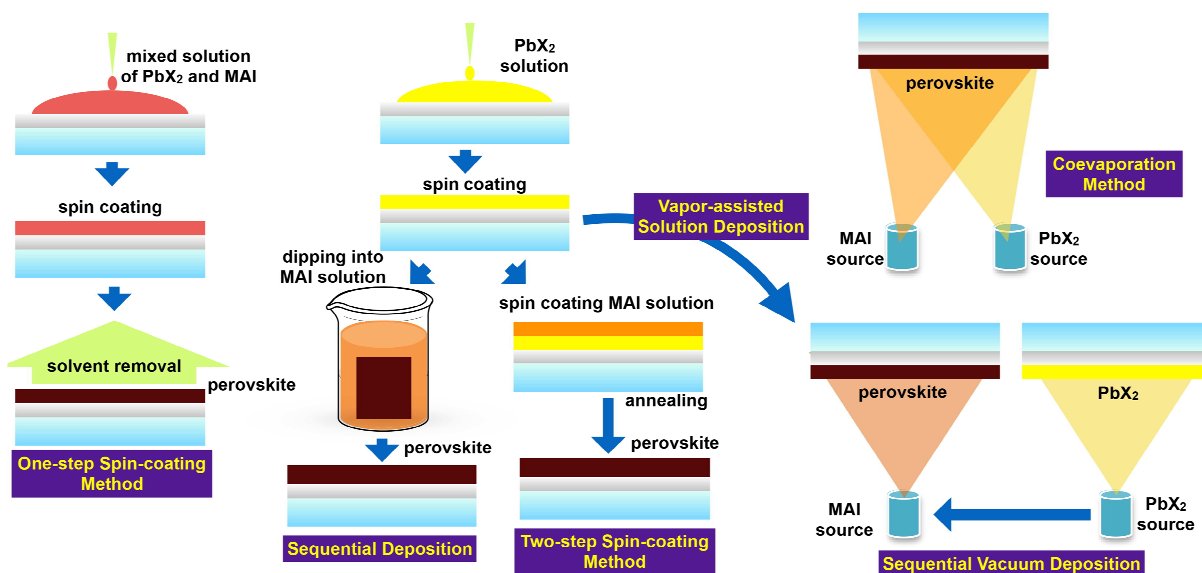 mixed solution
of PbX₂ and MAI
spin coating
solvent removal
perovskite
One-step Spin-coating
Method
PbX₂
solution
spin coating
dipping into
MAI solution
perovskite
Sequential Deposition
spin coating MAI solution
annealing
perovskite
Two-step Spin-coating
Method
Vapor-assisted
Solution Deposition
perovskite
Coevaporation
Method
MAI
source
PbX₂
source
perovskite
PbX₂
MAI
source
PbX₂
source
Sequential Vacuum Deposition